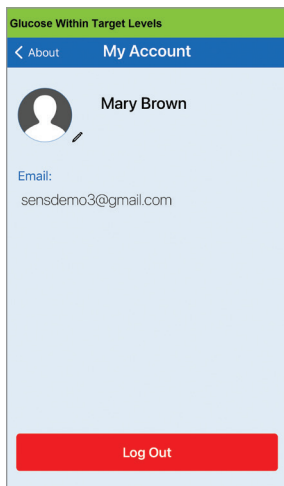 Glucose Within Target Levels
About My Account
Mary Brown
Email:
sensdemo3@gmail.com
Log Out